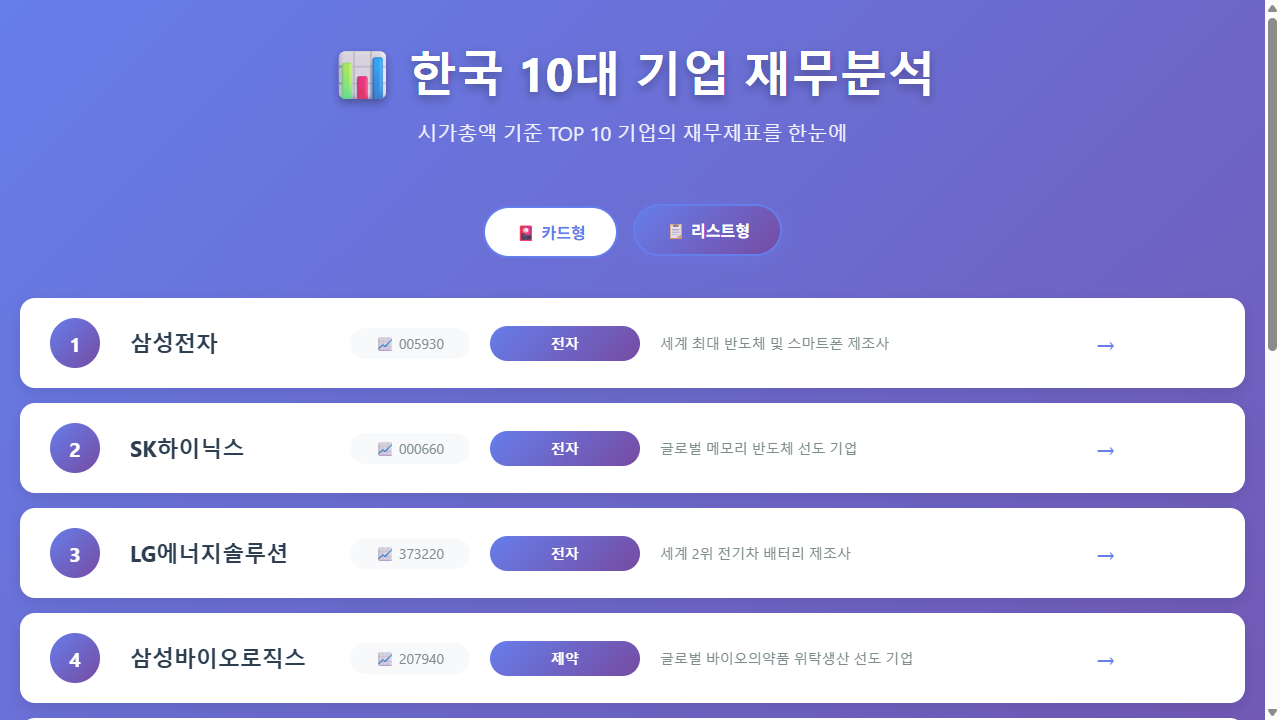 📊 한국 10대 기업 재무분석
시가총액 기준 TOP 10 기업의 재무제표를 한눈에
🎴 카드형 📋 리스트형
1 삼성전자 📈 005930 전자 세계 최대 반도체 및 스마트폰 제조사 →
2 SK하이닉스 📈 000660 전자 글로벌 메모리 반도체 선도 기업 →
3 LG에너지솔루션 📈 373220 전자 세계 2위 전기차 배터리 제조사 →
4 삼성바이오로직스 📈 207940 제약 글로벌 바이오의약품 위탁생산 선도 기업 →